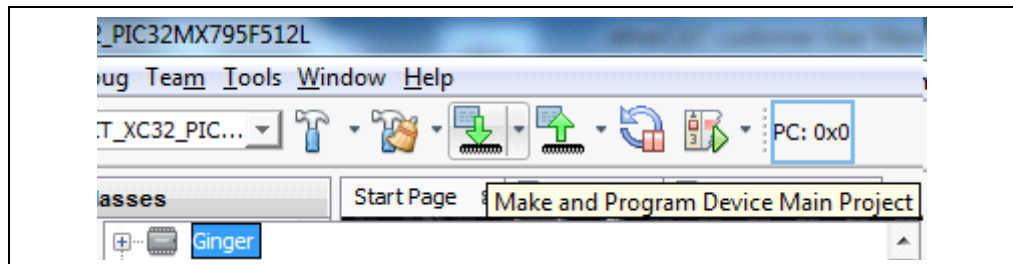 2_PIC32MX795F512L
ug Team Tools Window Help
T_XC32_PIC... PC: 0x0
lasses Start Page
Make and Program Device Main Project
Ginger